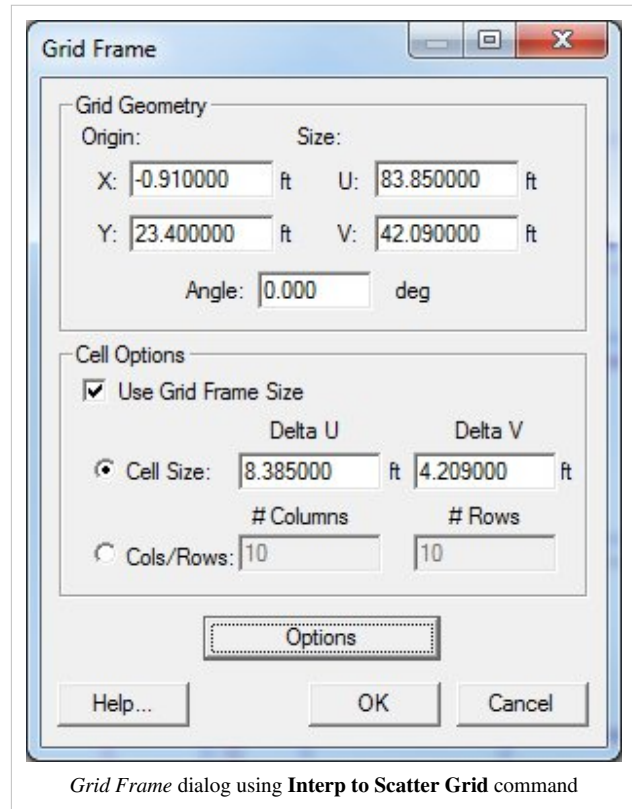 Grid Frame
Grid Geometry
Origin: Size:
X: -0.910000 ft U: 83.850000 ft
Y: 23.400000 ft V: 42.090000 ft
Angle: 0.000 deg
Cell Options
Use Grid Frame Size
Delta U Delta V
Cell Size: 8.385000 ft 4.209000 ft
# Columns # Rows
Cols/Rows: 10 10
Options
Help... OK Cancel
Grid Frame dialog using Interp to Scatter Grid command